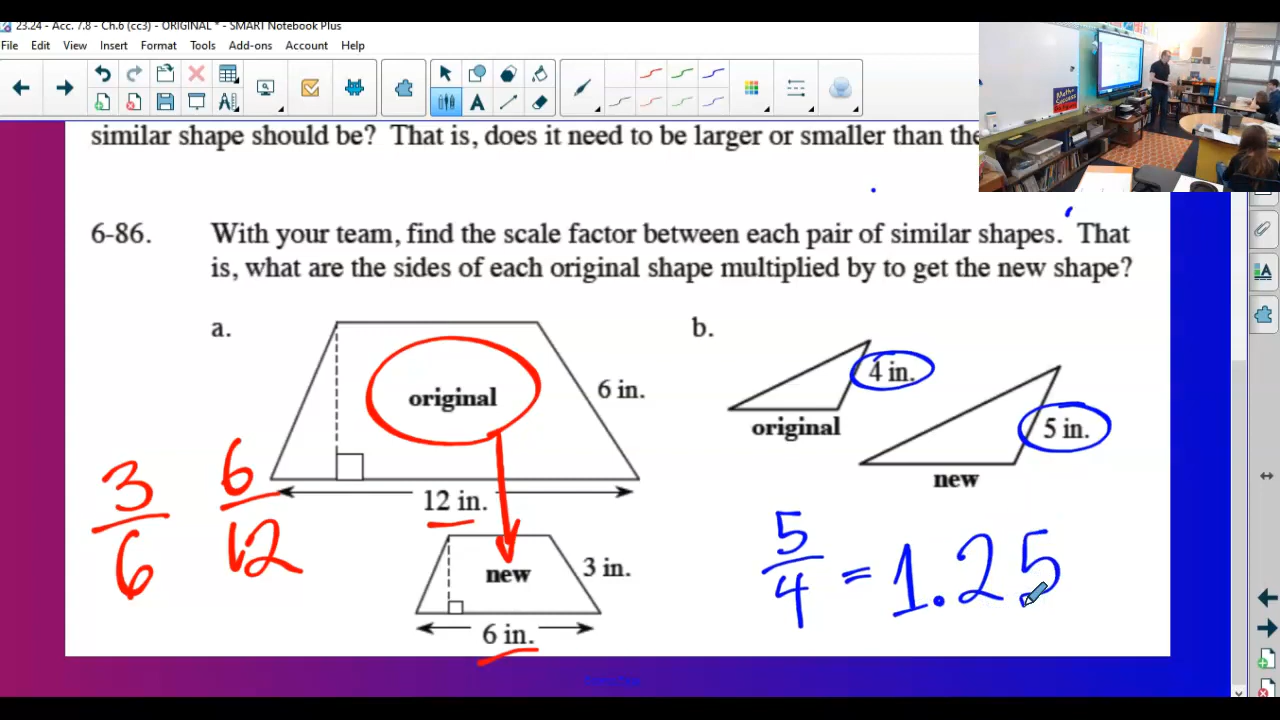 23.24 - Acc. 7.8 - Ch.6 (cc3) - ORIGINAL * - SMART Notebook Plus
File Edit View Insert Format Tools Add-ons Account Help
similar shape should be? That is, does it need to be larger or smaller than the
6-86. With your team, find the scale factor between each pair of similar shapes. That
is, what are the sides of each original shape multiplied by to get the new shape?
a.
original
6 in.
12 in.
new
3 in.
6 in.
3/6
6/12
b.
4 in.
original
5 in.
new
5/4 = 1.25